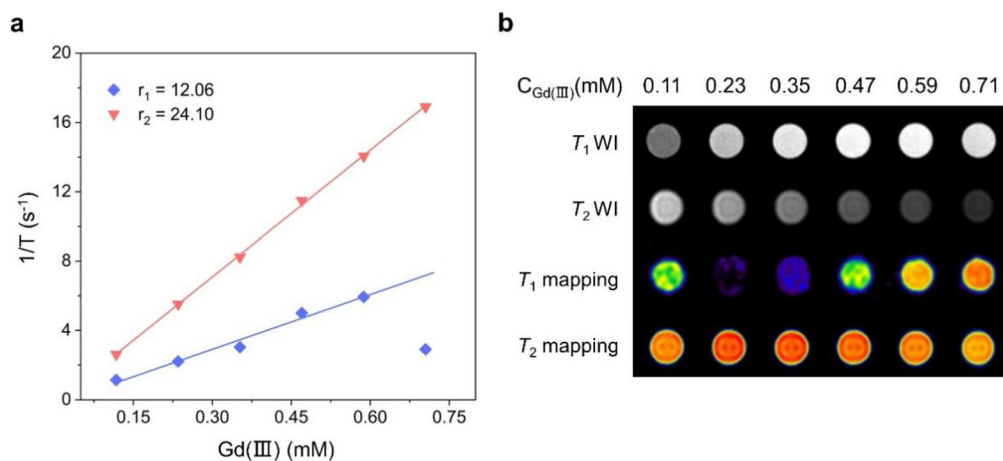 a
20
16
12
8
4
0
1/T (s⁻¹)
r₁ = 12.06
r₂ = 24.10
0.15 0.30 0.45 0.60 0.75
Gd(Ⅲ) (mM)
b
C_Gd(Ⅲ)(mM) 0.11 0.23 0.35 0.47 0.59 0.71
T₁ WI
T₂ WI
T₁ mapping
T₂ mapping